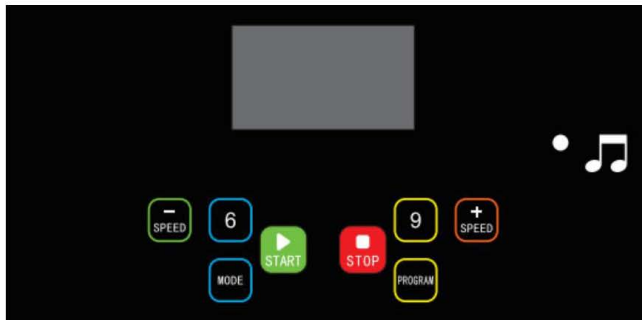 −
SPEED
6
MODE
START
STOP
9
PROGRAM
+
SPEED